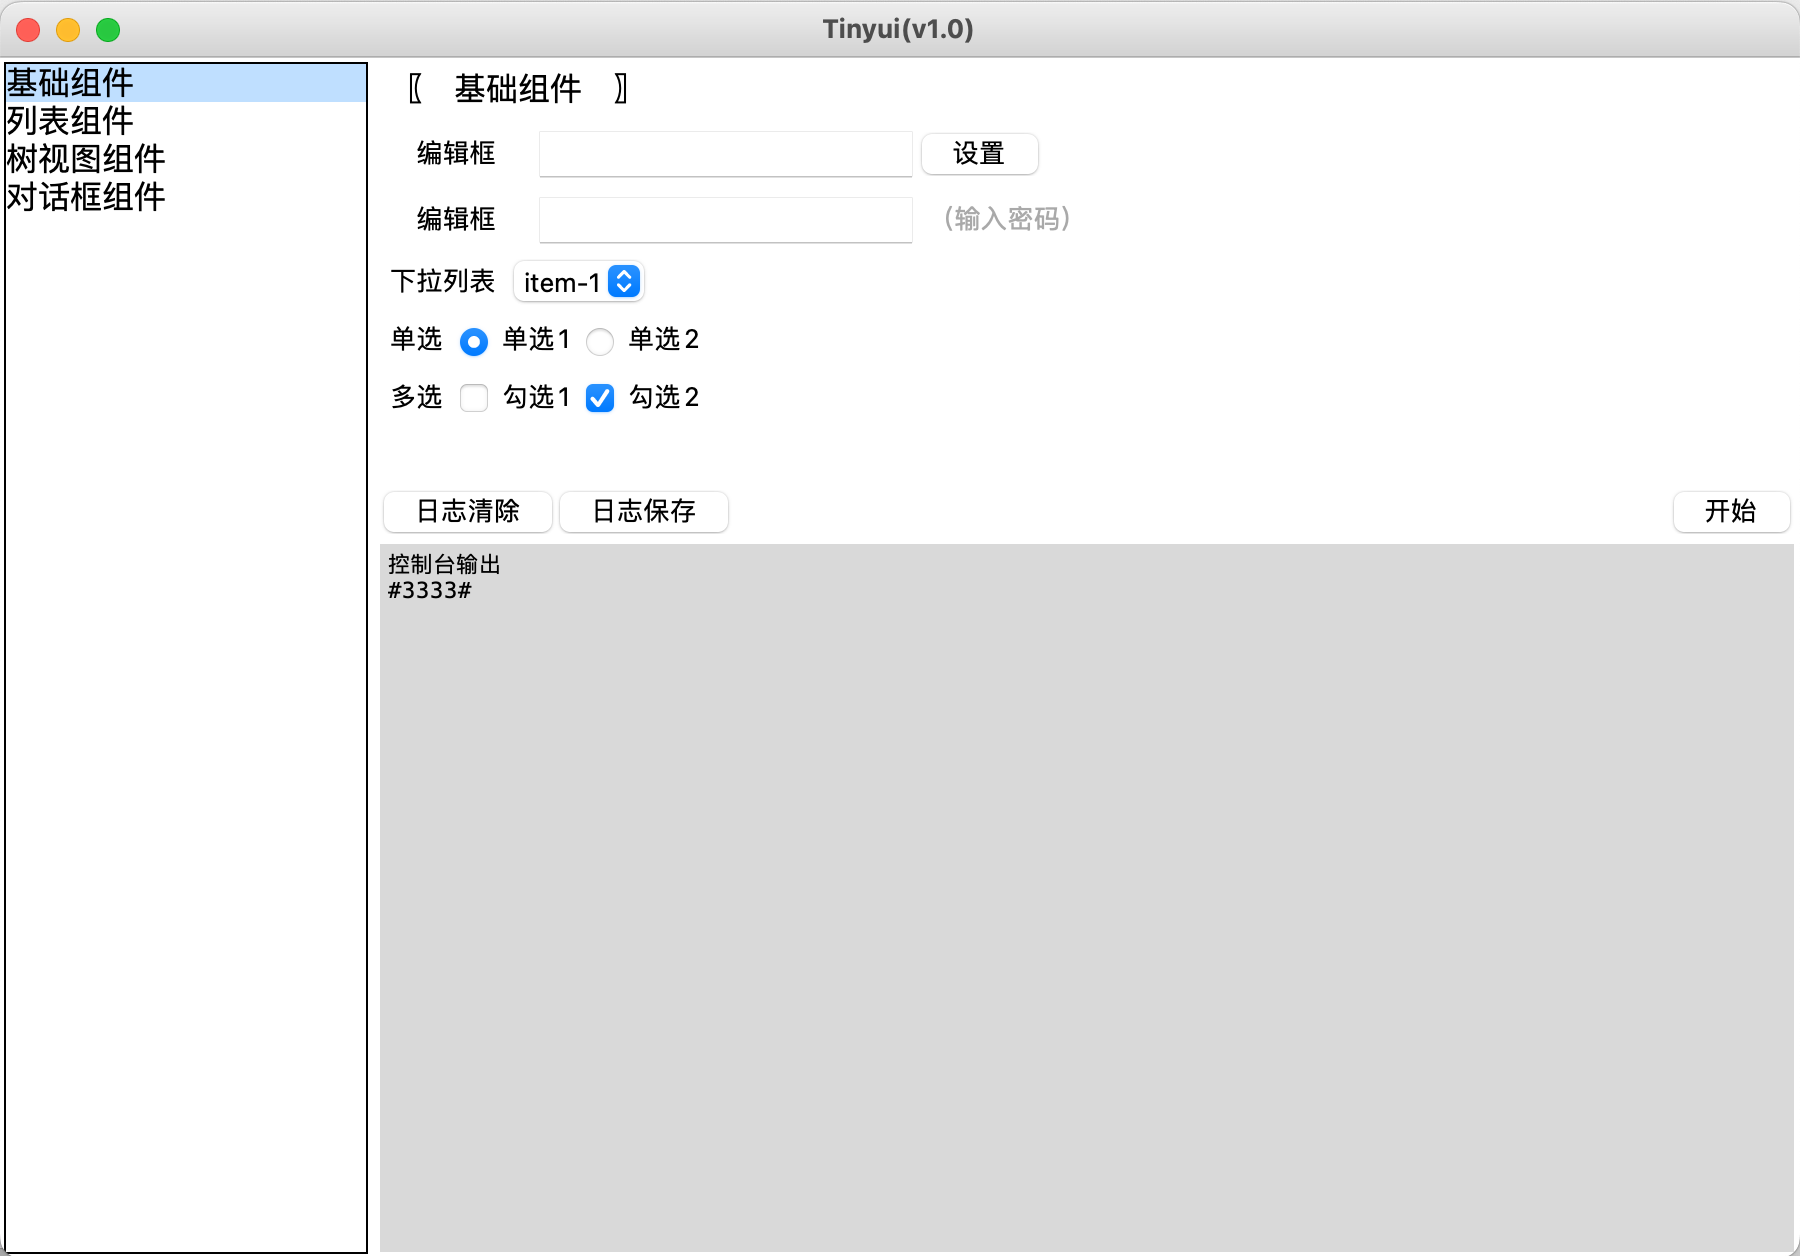 Tinyui(v1.0)
基础组件
列表组件
树视图组件
对话框组件
〖 基础组件 〗
编辑框 设置
编辑框 (输入密码)
下拉列表 item-1
单选 单选1 单选2
多选 勾选1 勾选2
日志清除 日志保存 开始
控制台输出
#3333#